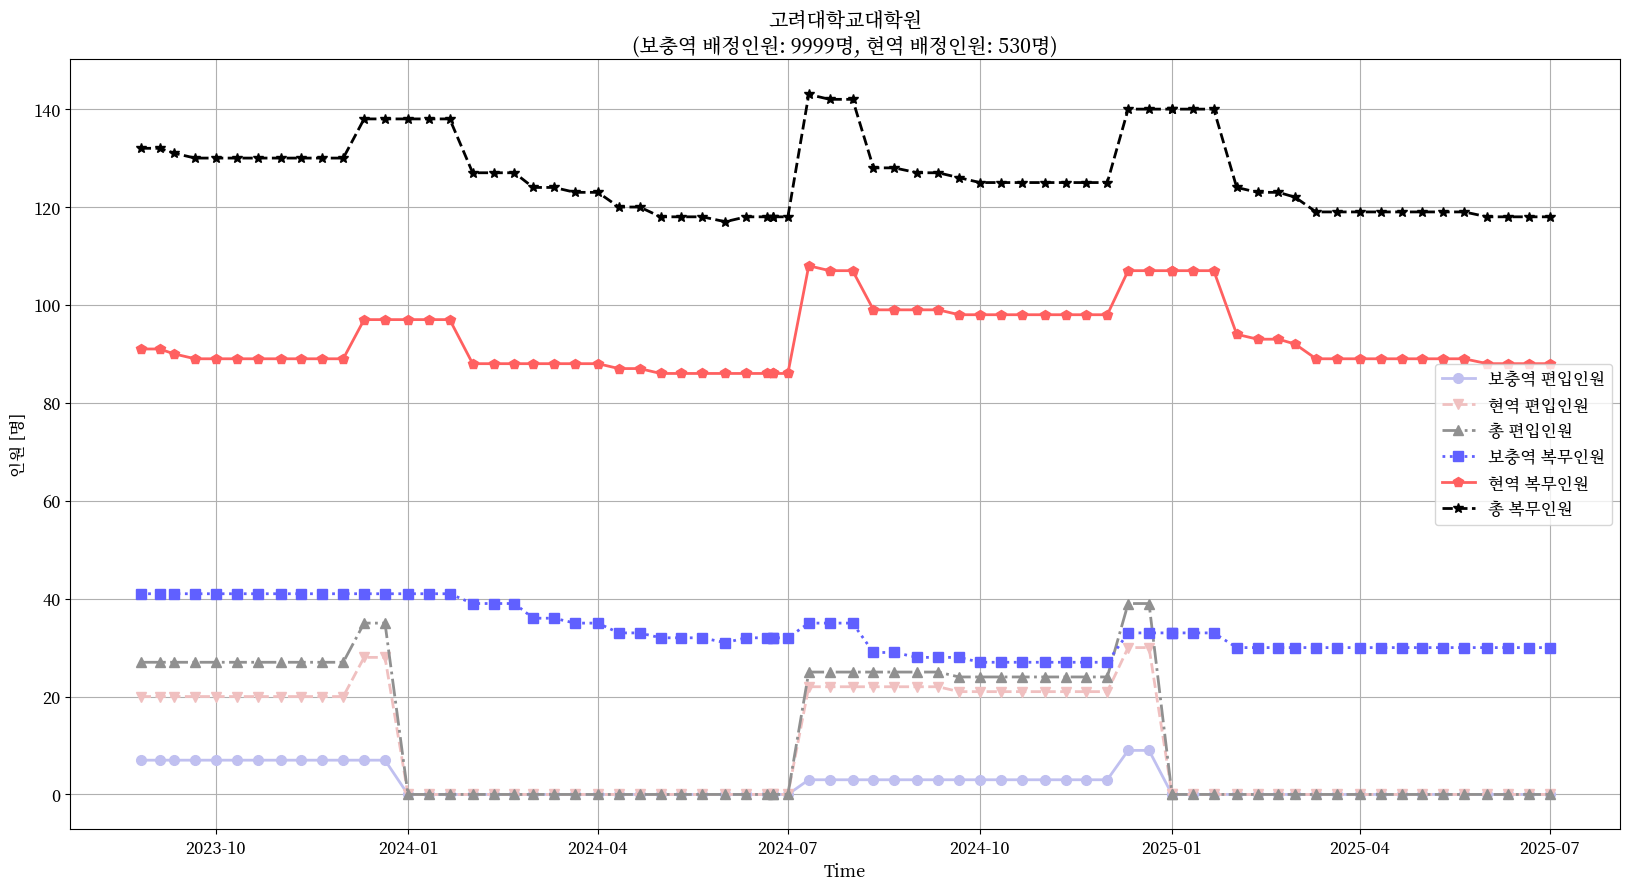 고려대학교대학원
(보충역 배정인원: 9999명, 현역 배정인원: 530명)
140
120
100
80
60
40
20
0
인원 [명]
보충역 편입인원
현역 편입인원
총 편입인원
보충역 복무인원
현역 복무인원
총 복무인원
2023-10
2024-01
2024-04
2024-07
2024-10
2025-01
2025-04
2025-07
Time